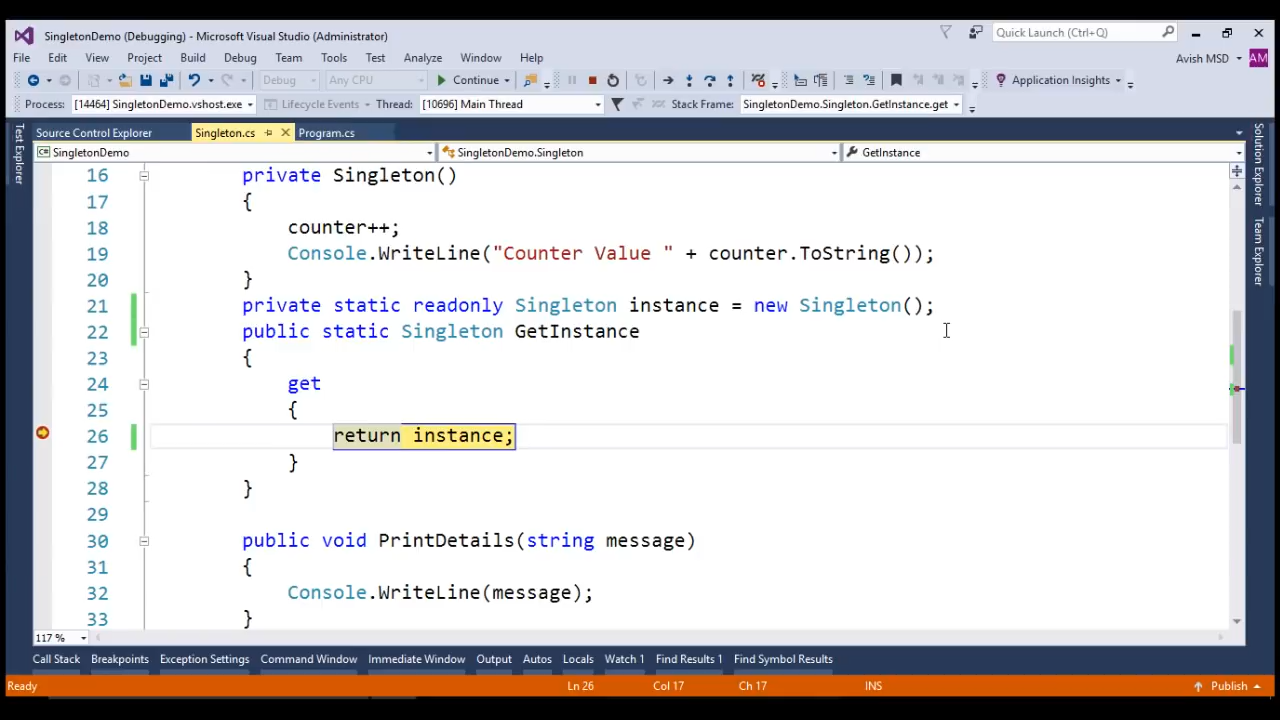 SingletonDemo (Debugging) - Microsoft Visual Studio (Administrator)
Quick Launch (Ctrl+Q)
File Edit View Project Build Debug Team Tools Test Analyze Window Help
Avish MSD AM
Debug Any CPU Continue Application Insights
Process: [14464] SingletonDemo.vshost.exe Lifecycle Events Thread: [10696] Main Thread Stack Frame: SingletonDemo.Singleton.GetInstance.get
Source Control Explorer Singleton.cs Program.cs
SingletonDemo SingletonDemo.Singleton GetInstance
Test Explorer
Solution Explorer
Team Explorer
16 private Singleton()
17 {
18 counter++;
19 Console.WriteLine("Counter Value " + counter.ToString());
20 }
21 private static readonly Singleton instance = new Singleton();
22 public static Singleton GetInstance
23 {
24 get
25 {
26 return instance;
27 }
28 }
29
30 public void PrintDetails(string message)
31 {
32 Console.WriteLine(message);
33 }
117 %
Call Stack Breakpoints Exception Settings Command Window Immediate Window Output Autos Locals Watch 1 Find Results 1 Find Symbol Results
Ready Ln 26 Col 17 Ch 17 INS Publish